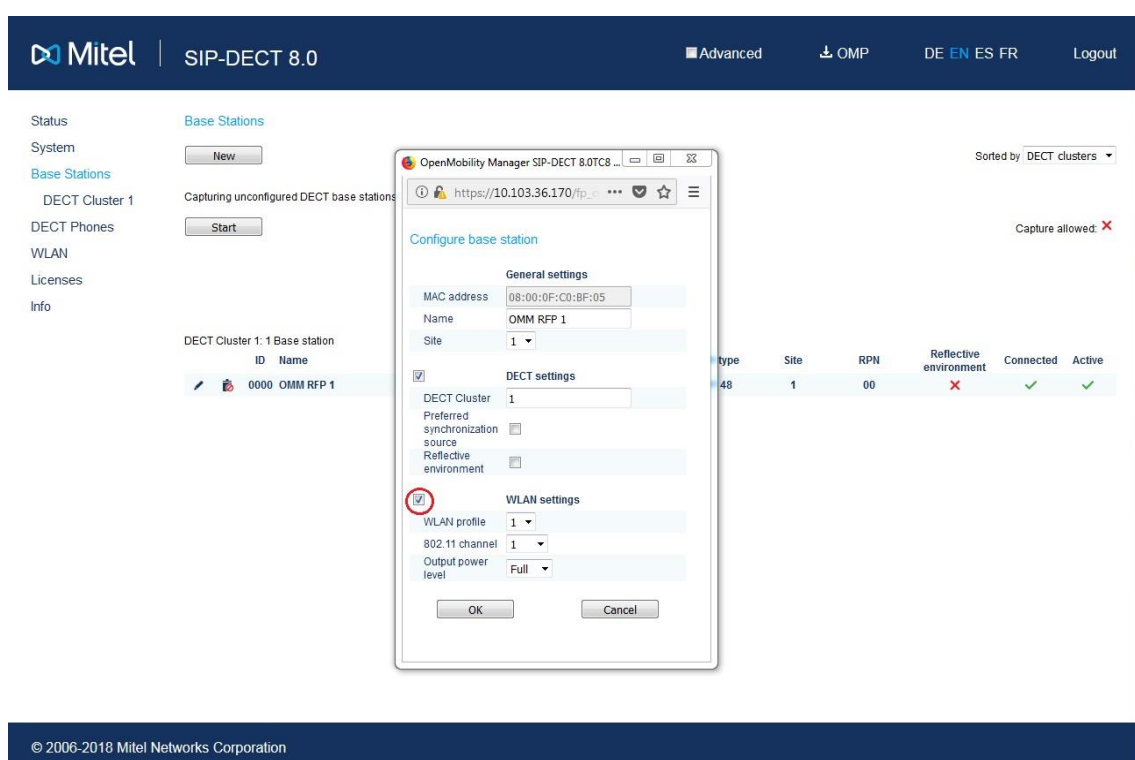 Mitel
SIP-DECT 8.0
Advanced
OMP
DE EN ES FR
Logout
Status
System
Base Stations
DECT Cluster 1
DECT Phones
WLAN
Licenses
Info
Base Stations
New
Sorted by DECT clusters
Capturing unconfigured DECT base stations
Start
Capture allowed:
DECT Cluster 1: 1 Base station
ID Name type Site RPN Reflective environment Connected Active
0000 OMM RFP 1 48 1 00
OpenMobility Manager SIP-DECT 8.0TC8 ...
https://10.103.36.170/fp_c
Configure base station
General settings
MAC address 08:00:0F:C0:BF:05
Name OMM RFP 1
Site 1
DECT settings
DECT Cluster 1
Preferred
synchronization
source
Reflective
environment
WLAN settings
WLAN profile 1
802.11 channel 1
Output power
level Full
OK Cancel
© 2006-2018 Mitel Networks Corporation